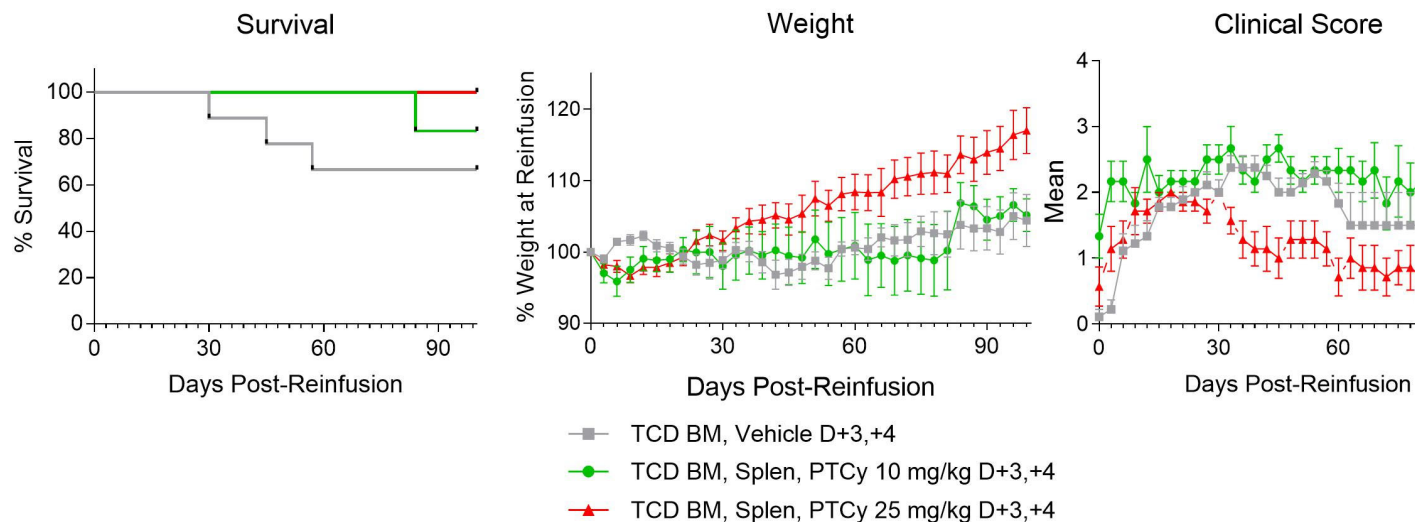 Survival
% Survival
100
80
60
40
20
0
0 30 60 90
Days Post-Reinfusion
Weight
% Weight at Reinfusion
120
110
100
90
0 30 60 90
Days Post-Reinfusion
Clinical Score
Mean
4
3
2
1
0
0 30 60
Days Post-Reinfusion
TCD BM, Vehicle D+3,+4
TCD BM, Splen, PTCy 10 mg/kg D+3,+4
TCD BM, Splen, PTCy 25 mg/kg D+3,+4